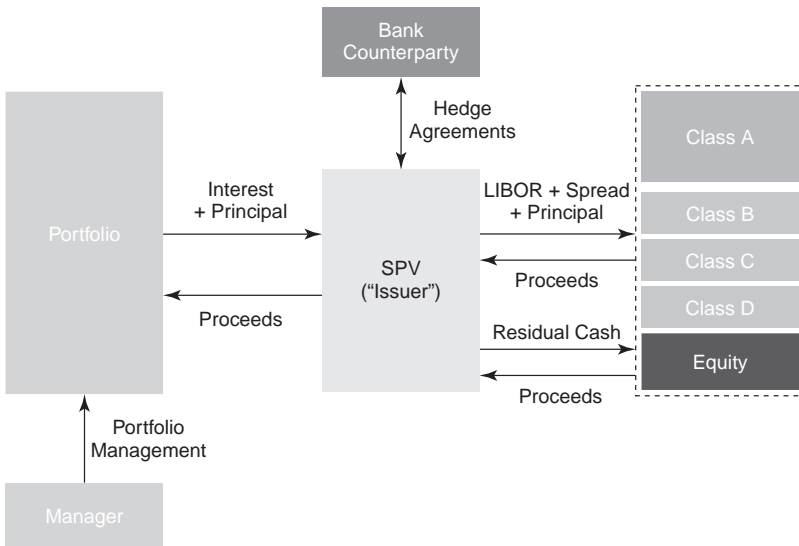 Bank
Counterparty
Hedge
Agreements
Class A
Interest
+ Principal
LIBOR + Spread
+ Principal
Class B
Portfolio
SPV
(“Issuer”)
Class C
Proceeds
Proceeds
Class D
Residual Cash
Equity
Proceeds
Portfolio
Management
Manager